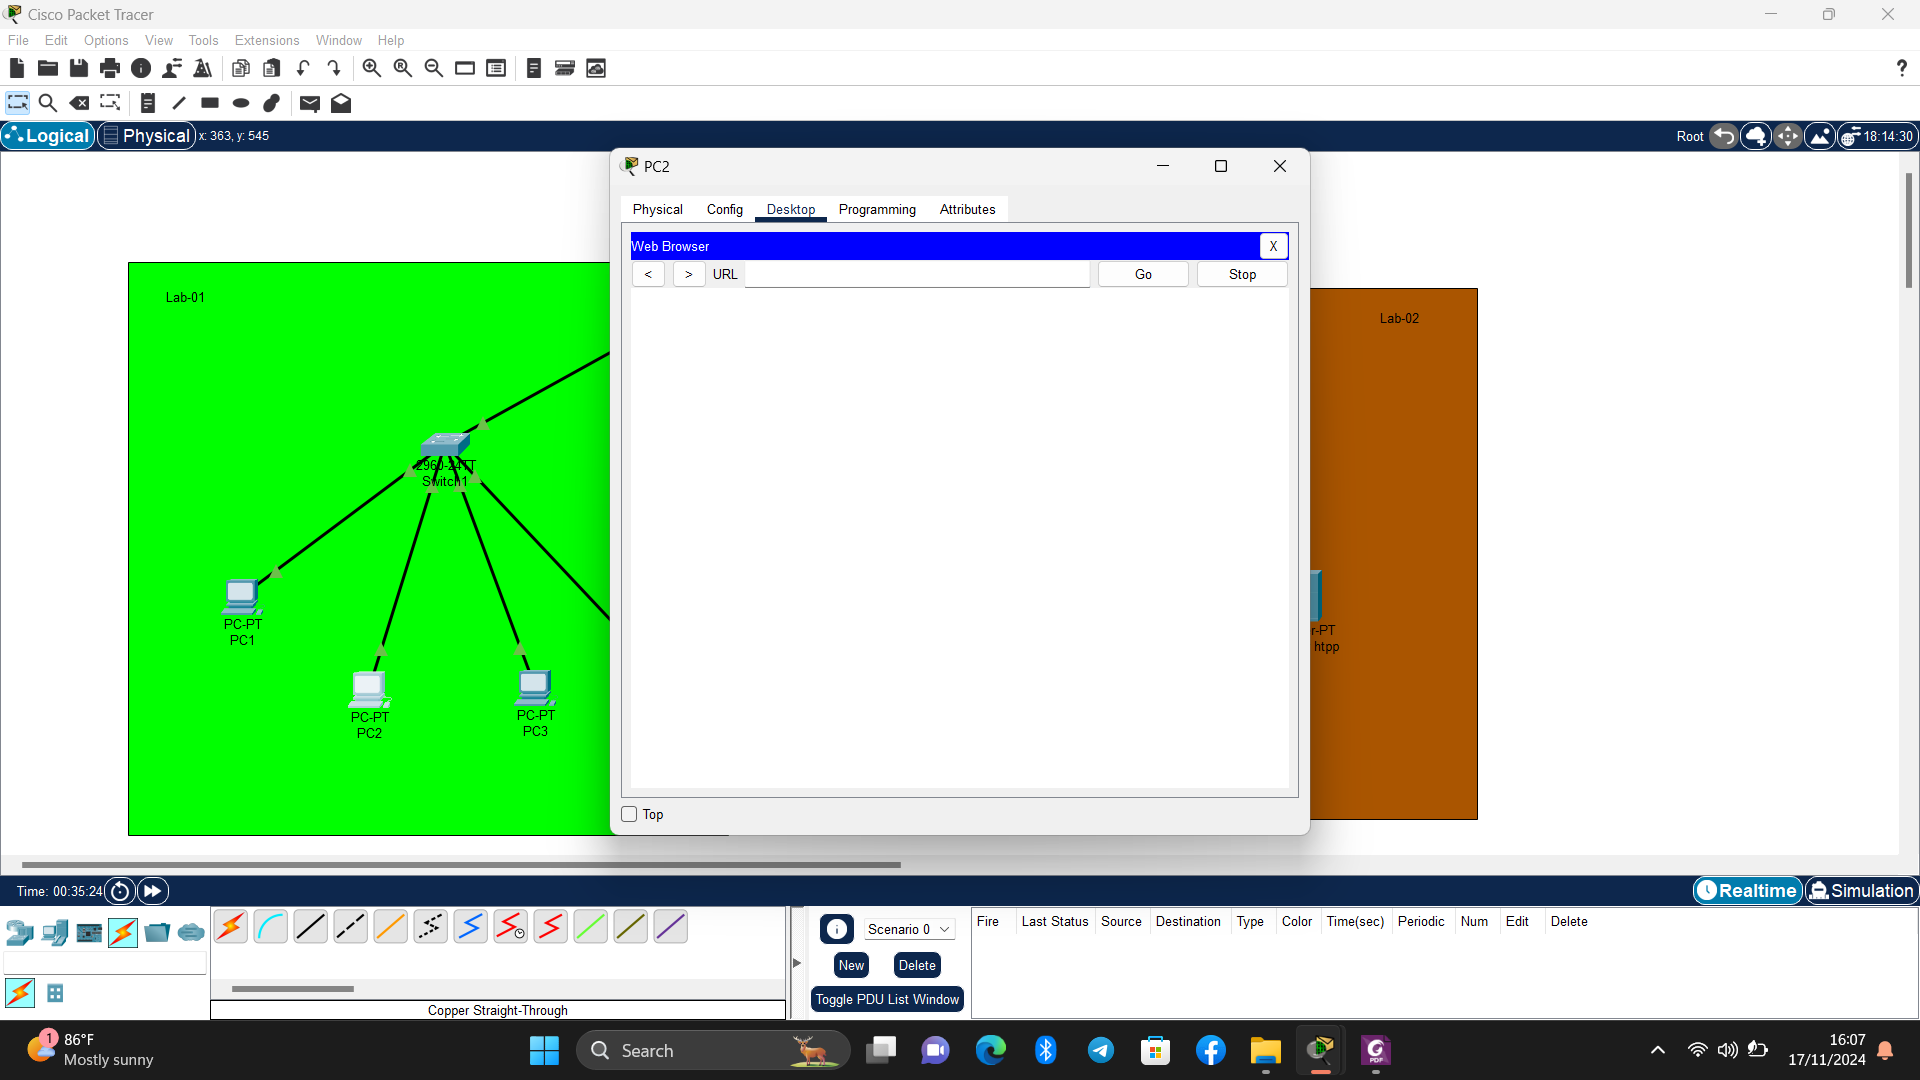 Cisco Packet Tracer
File Edit Options View Tools Extensions Window Help
?
Logical Physical x: 363, y: 545 Root 18:14:30
PC2
Physical Config Desktop Programming Attributes
Web Browser X
< > URL Go Stop
Lab-01
Lab-02
2960-24TT
Switch1
PC-PT
PC1
PC-PT
PC2
PC-PT
PC3
r-PT
htpp
Top
Time: 00:35:24 Realtime Simulation
Scenario 0
New Delete
Toggle PDU List Window
Fire Last Status Source Destination Type Color Time(sec) Periodic Num Edit Delete
Copper Straight-Through
1
86°F
Mostly sunny
Search
PDF
16:07
17/11/2024